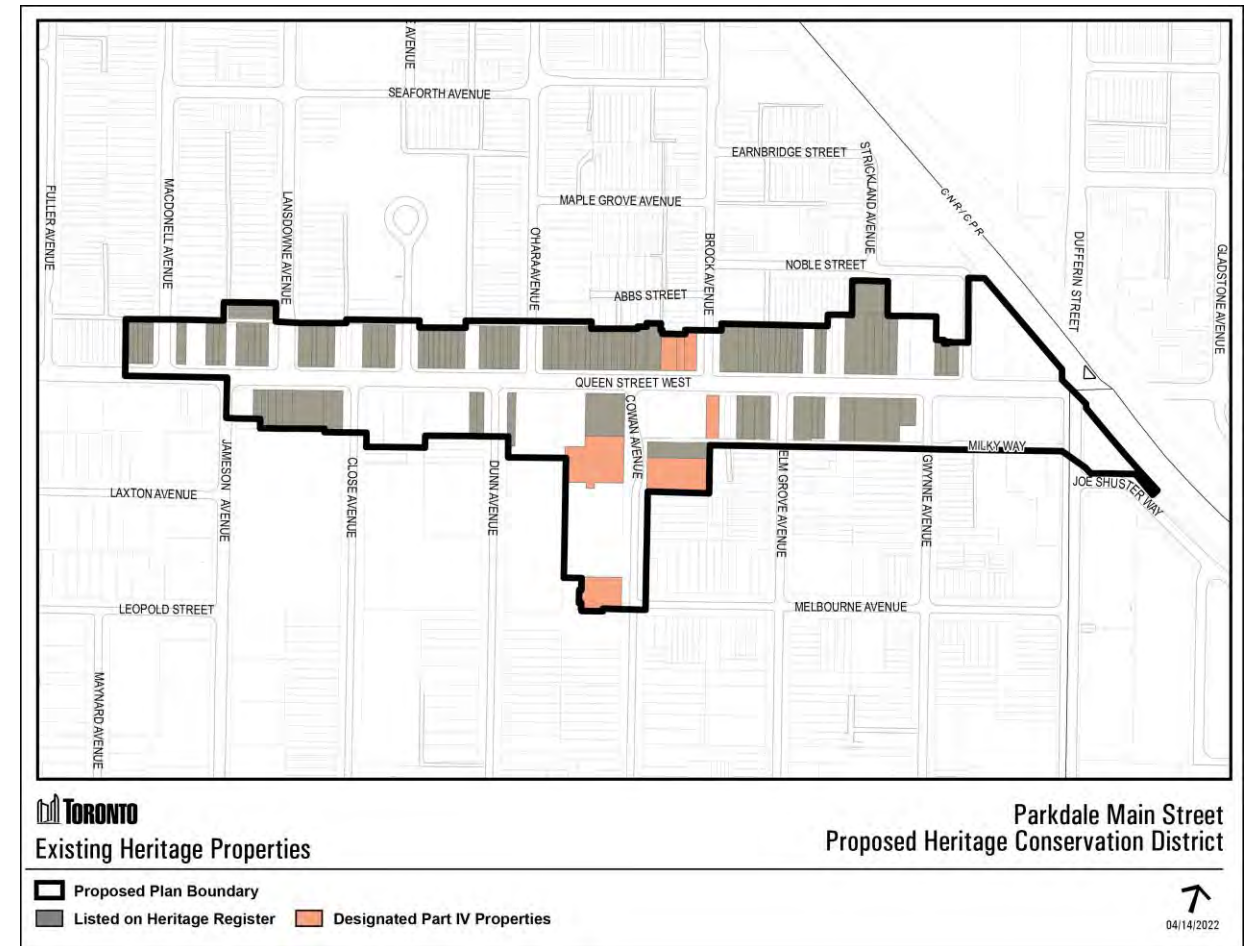 E AVENUE
SEAFORTH AVENUE
EARNBRIDGE STREET
STRICKLAND AVENUE
CNR/CPR
FULLER AVENUE
MACDONELL AVENUE
LANSDOWNE AVENUE
MAPLE GROVE AVENUE
O'HARA AVENUE
BROCK AVENUE
DUFFERIN STREET
GLADSTONE AVENUE
NOBLE STREET
ABBS STREET
QUEEN STREET WEST
COWAN AVENUE
JAMESON AVENUE
CLOSE AVENUE
DUNN AVENUE
ELM GROVE AVENUE
GWYNNE AVENUE
MILKY WAY
JOE SHUSTER WAY
LAXTON AVENUE
LEOPOLD STREET
MELBOURNE AVENUE
MAYNARD AVENUE
TORONTO
Existing Heritage Properties
Parkdale Main Street
Proposed Heritage Conservation District
Proposed Plan Boundary
Listed on Heritage Register
Designated Part IV Properties
04/14/2022